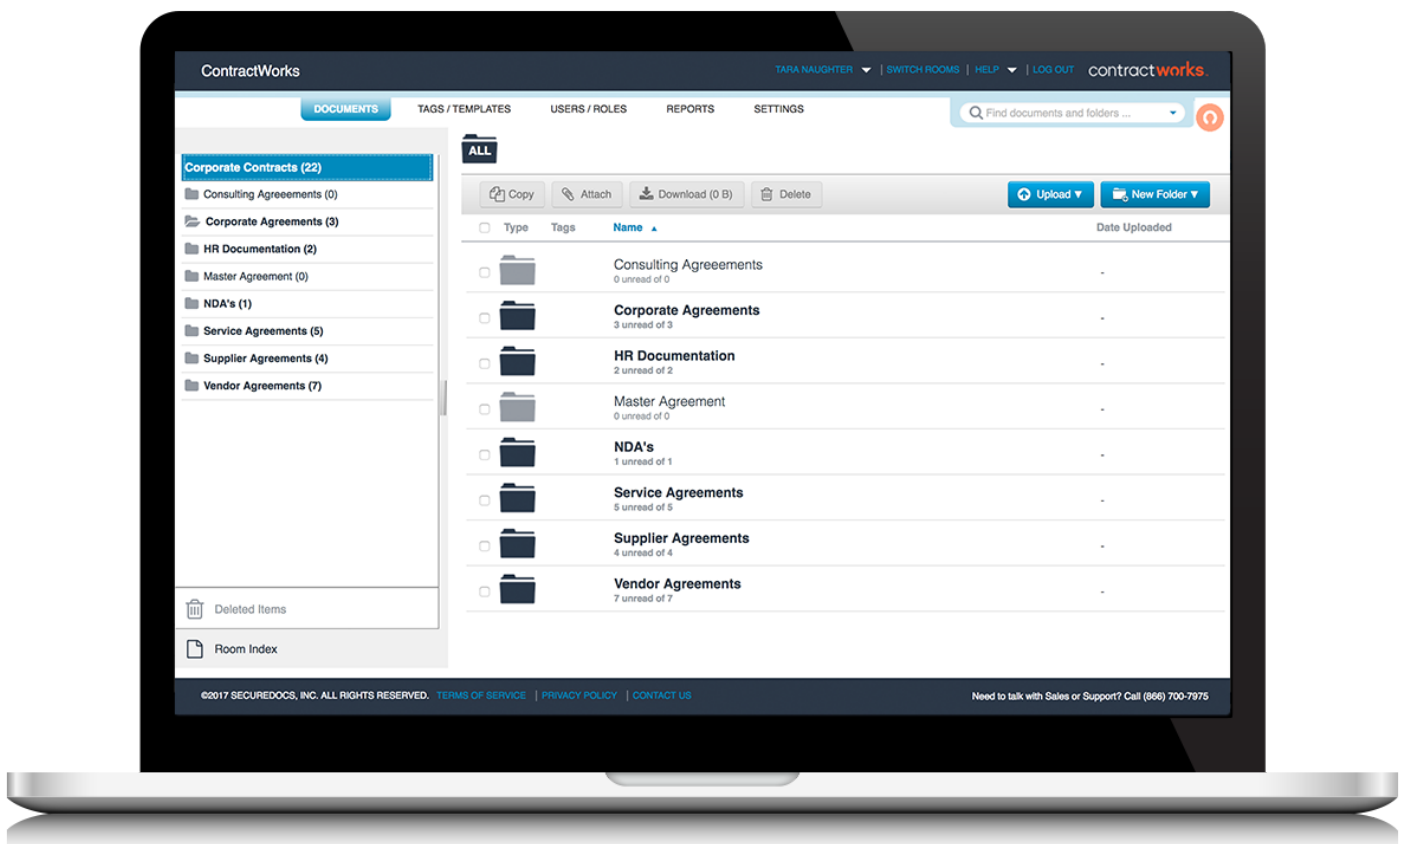 ContractWorks
TARA NAUGHTER | SWITCH ROOMS | HELP | LOG OUT contractworks.
DOCUMENTS TAGS / TEMPLATES USERS / ROLES REPORTS SETTINGS
Find documents and folders ...
ALL
Corporate Contracts (22)
Consulting Agreeements (0)
Corporate Agreements (3)
HR Documentation (2)
Master Agreement (0)
NDA's (1)
Service Agreements (5)
Supplier Agreements (4)
Vendor Agreements (7)
Deleted Items
Room Index
Copy Attach Download (0 B) Delete Upload New Folder
Type Tags Name Date Uploaded
Consulting Agreeements -
0 unread of 0
Corporate Agreements -
3 unread of 3
HR Documentation -
2 unread of 2
Master Agreement -
0 unread of 0
NDA's -
1 unread of 1
Service Agreements -
5 unread of 5
Supplier Agreements -
4 unread of 4
Vendor Agreements -
7 unread of 7
©2017 SECUREDOCS, INC. ALL RIGHTS RESERVED. TERMS OF SERVICE | PRIVACY POLICY | CONTACT US
Need to talk with Sales or Support? Call (866) 700-7975